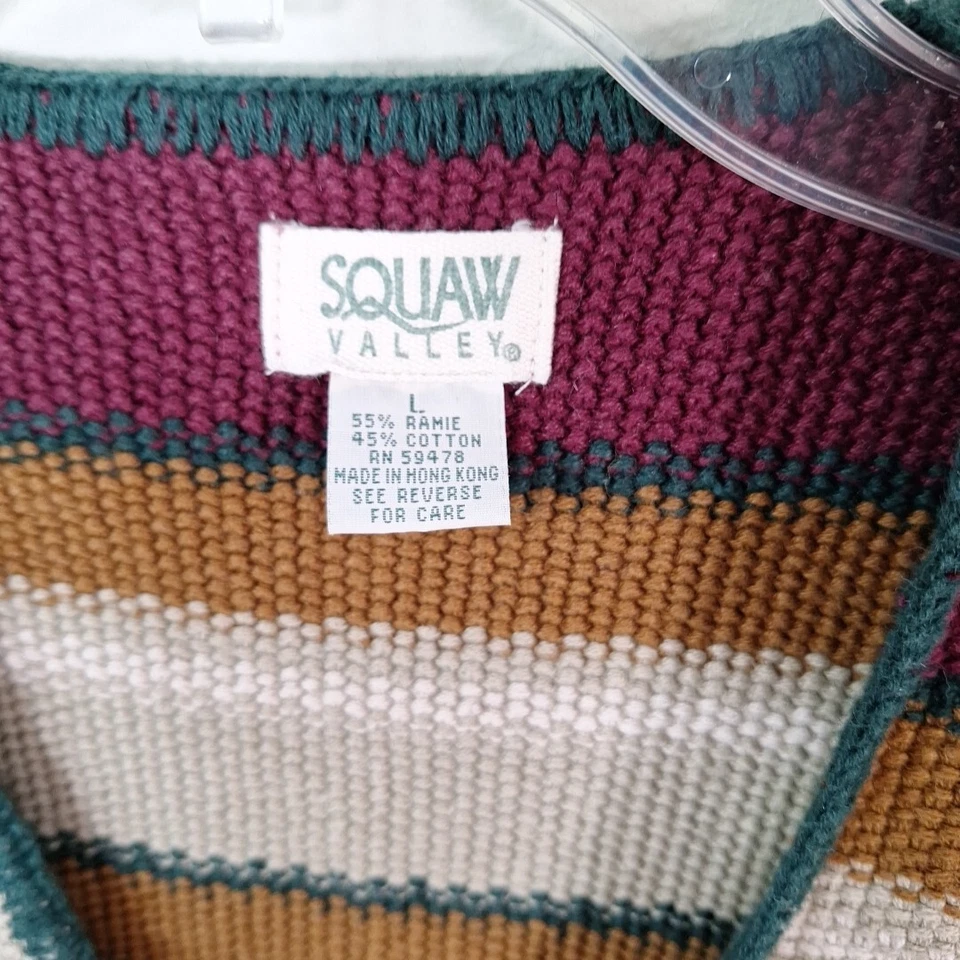 SQUAW
VALLEY®
L
55% RAMIE
45% COTTON
RN 59478
MADE IN HONG KONG
SEE REVERSE
FOR CARE